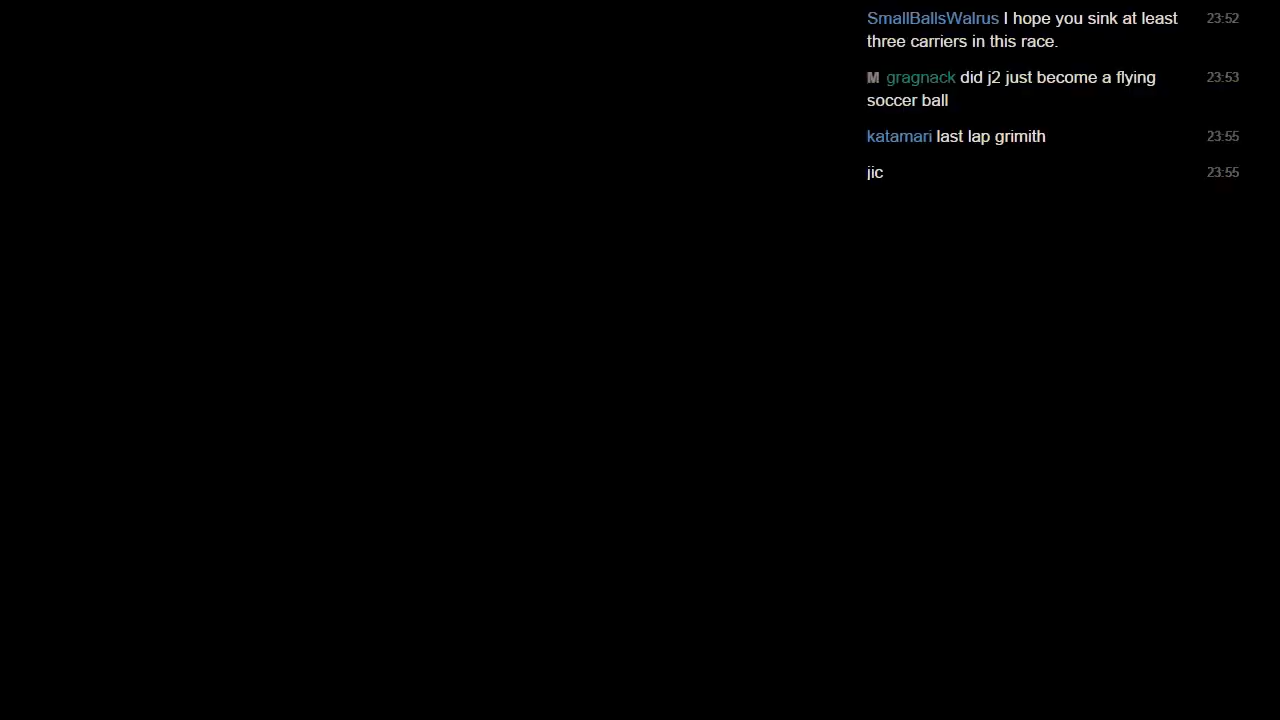 SmallBallsWalrus I hope you sink at least 23:52
three carriers in this race.
M gragnack did j2 just become a flying 23:53
soccer ball
katamari last lap grimith 23:55
jic 23:55